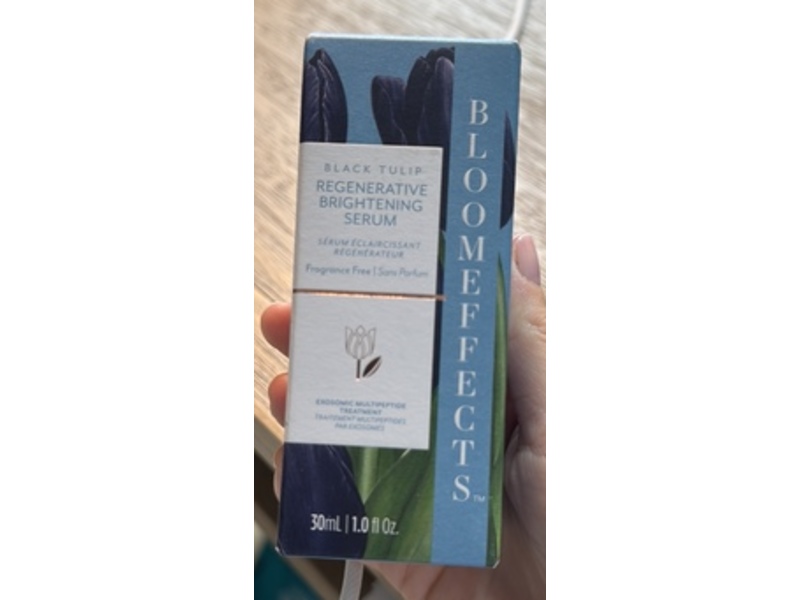 BLACK TULIP
REGENERATIVE
BRIGHTENING
SERUM
SÉRUM ÉCLAIRCISSANT
RÉGÉNÉRATEUR
Fragrance Free | Sans Parfum
EXOSOMIC MULTIPEPTIDE
TREATMENT
TRAITEMENT MULTIPEPTIDES
PAR EXOSOMES
30mL | 1.0 fl Oz.
BLOOMEFFECTS™